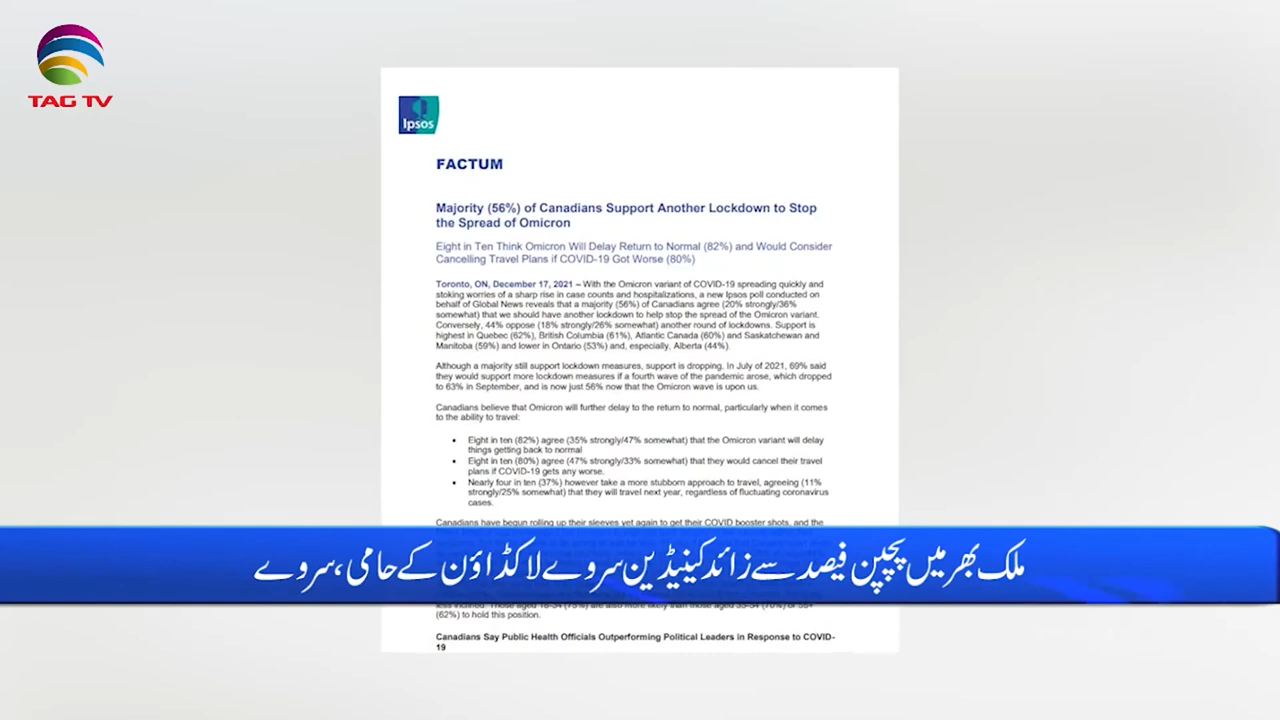 TAG TV
Ipsos
FACTUM
Majority (56%) of Canadians Support Another Lockdown to Stop
the Spread of Omicron
Eight in Ten Think Omicron Will Delay Return to Normal (82%) and Would Consider
Cancelling Travel Plans if COVID-19 Got Worse (80%)
Toronto, ON, December 17, 2021 – With the Omicron variant of COVID-19 spreading quickly and
stoking worries of a sharp rise in case counts and hospitalizations, a new Ipsos poll conducted on
behalf of Global News reveals that a majority (56%) of Canadians agree (20% strongly/36%
somewhat) that we should have another lockdown to help stop the spread of the Omicron variant.
Conversely, 44% oppose (18% strongly/26% somewhat) another round of lockdowns. Support is
highest in Quebec (62%), British Columbia (61%), Atlantic Canada (60%) and Saskatchewan and
Manitoba (59%) and lower in Ontario (53%) and, especially, Alberta (44%).
Although a majority still support lockdown measures, support is dropping. In July of 2021, 69% said
they would support more lockdown measures if a fourth wave of the pandemic arose, which dropped
to 63% in September, and is now just 56% now that the Omicron wave is upon us.
Canadians believe that Omicron will further delay to the return to normal, particularly when it comes
to the ability to travel:
• Eight in ten (82%) agree (35% strongly/47% somewhat) that the Omicron variant will delay
things getting back to normal
• Eight in ten (80%) agree (47% strongly/33% somewhat) that they would cancel their travel
plans if COVID-19 gets any worse.
• Nearly four in ten (37%) however take a more stubborn approach to travel, agreeing (11%
strongly/25% somewhat) that they will travel next year, regardless of fluctuating coronavirus
cases.
Canadians have begun rolling up their sleeves yet again to get their COVID booster shots, and the
ملک بھر میں پچپن فیصد سے زائد کینیڈین سروے لاکڈاؤن کے حامی، سروے
(62%) to hold this position.
Canadians Say Public Health Officials Outperforming Political Leaders in Response to COVID-
19